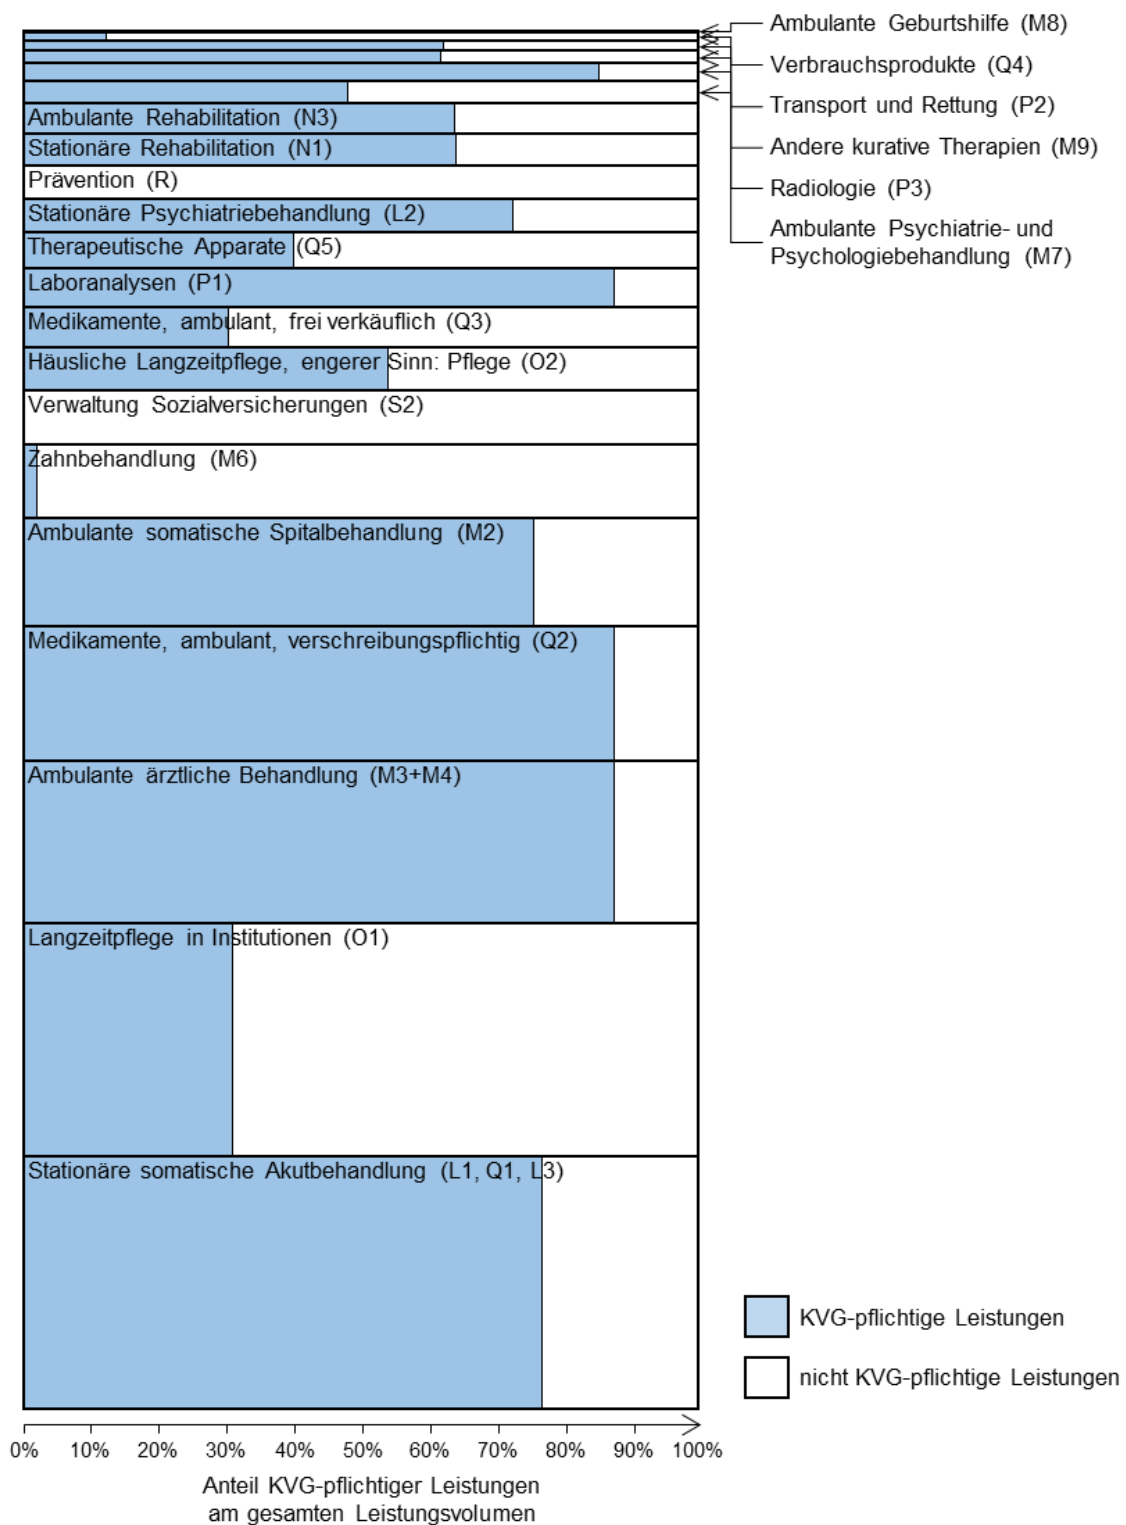 Ambulante Geburtshilfe (M8)
Verbrauchsprodukte (Q4)
Transport und Rettung (P2)
Andere kurative Therapien (M9)
Radiologie (P3)
Ambulante Psychiatrie- und
Psychologiebehandlung (M7)
Ambulante Rehabilitation (N3)
Stationäre Rehabilitation (N1)
Prävention (R)
Stationäre Psychiatriebehandlung (L2)
Therapeutische Apparate (Q5)
Laboranalysen (P1)
Medikamente, ambulant, frei verkäuflich (Q3)
Häusliche Langzeitpflege, engerer Sinn: Pflege (O2)
Verwaltung Sozialversicherungen (S2)
Zahnbehandlung (M6)
Ambulante somatische Spitalbehandlung (M2)
Medikamente, ambulant, verschreibungspflichtig (Q2)
Ambulante ärztliche Behandlung (M3+M4)
Langzeitpflege in Institutionen (O1)
Stationäre somatische Akutbehandlung (L1, Q1, L3)
KVG-pflichtige Leistungen
nicht KVG-pflichtige Leistungen
0% 10% 20% 30% 40% 50% 60% 70% 80% 90% 100%
Anteil KVG-pflichtiger Leistungen
am gesamten Leistungsvolumen